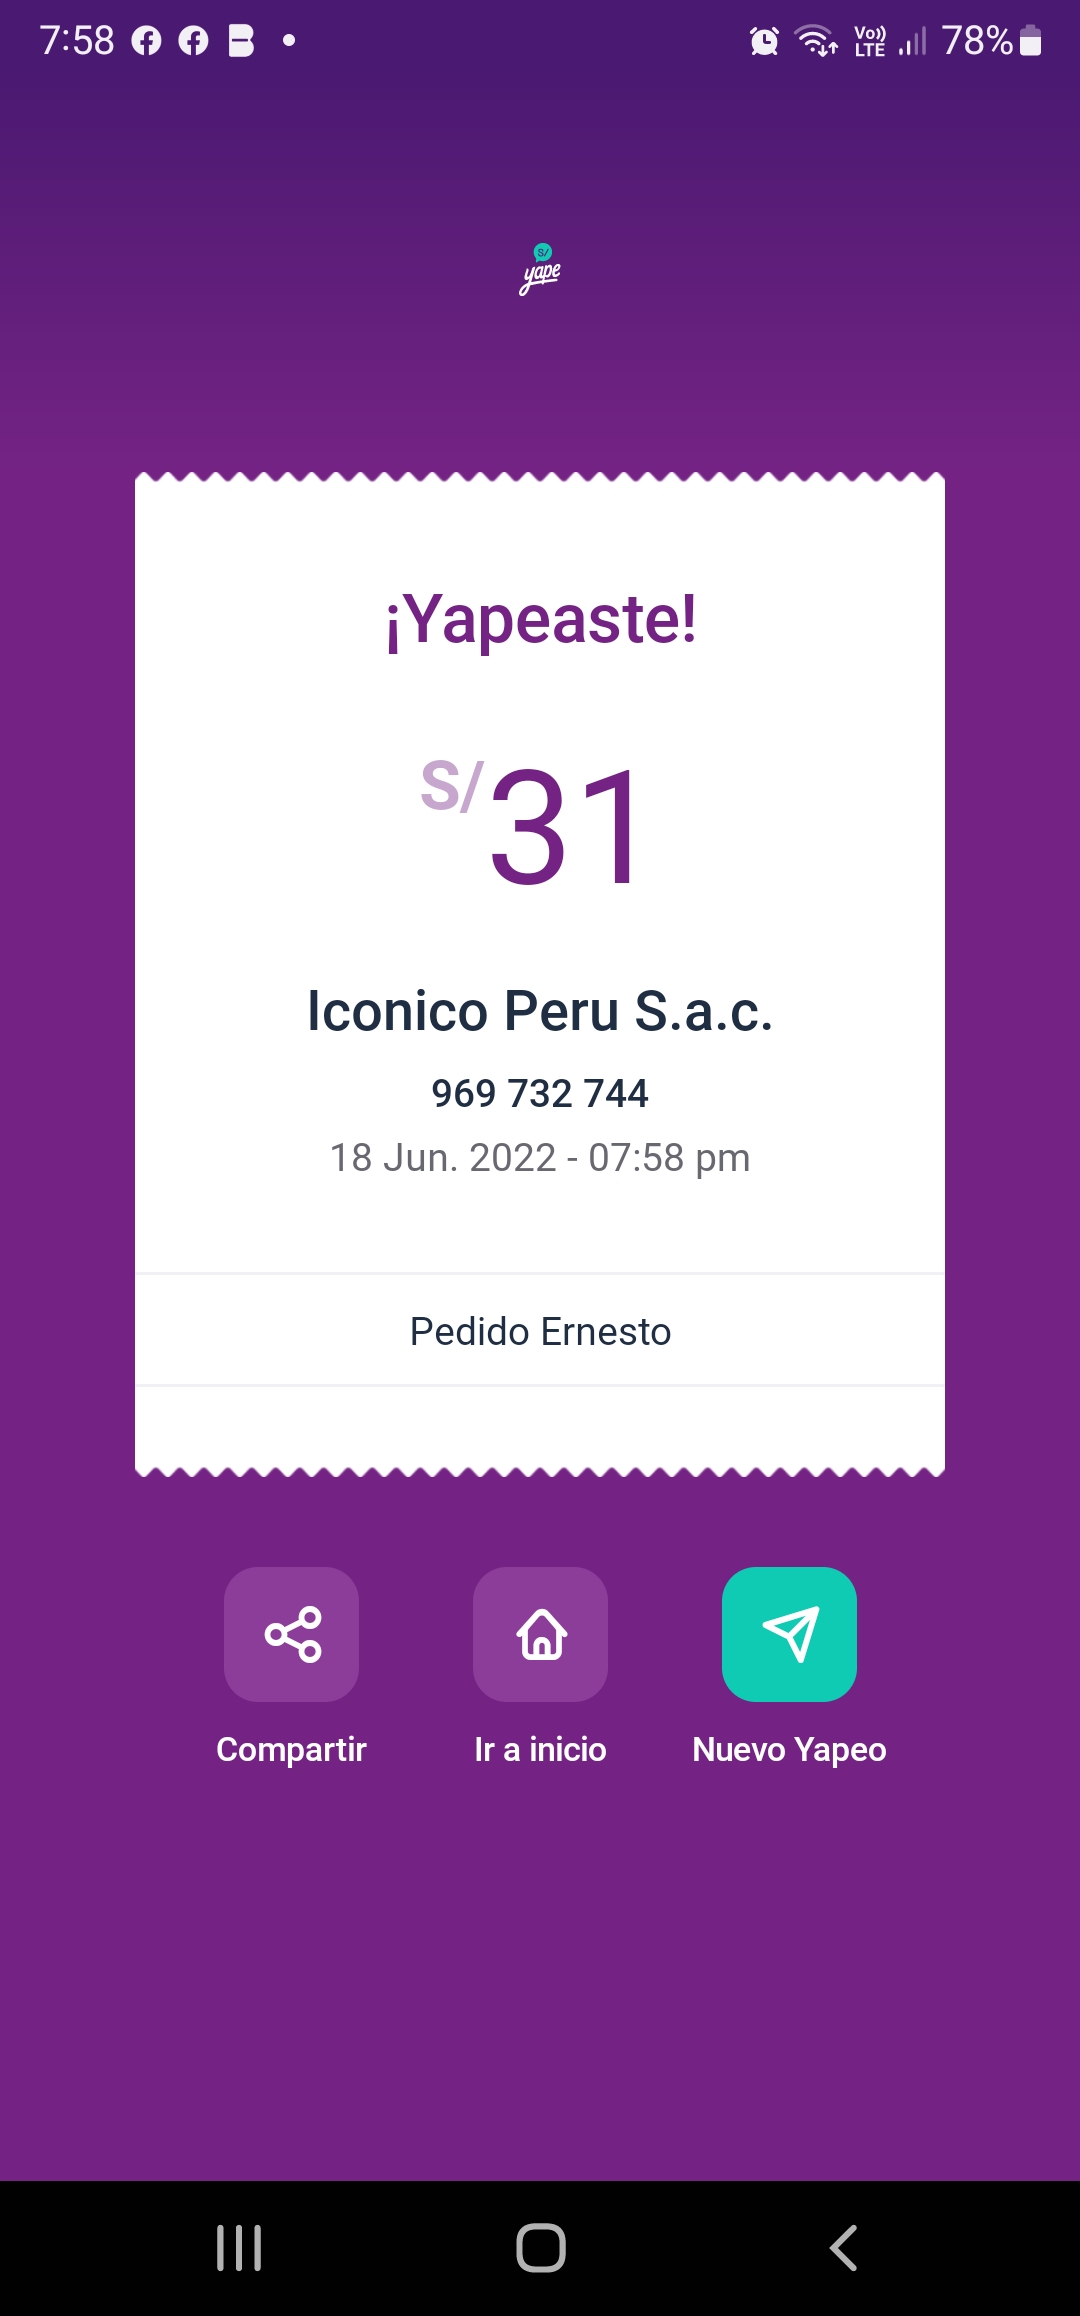 7:58
Vo)) LTE 78%
S/
yape
¡Yapeaste!
S/31
Iconico Peru S.a.c.
969 732 744
18 Jun. 2022 - 07:58 pm
Pedido Ernesto
Compartir Ir a inicio Nuevo Yapeo